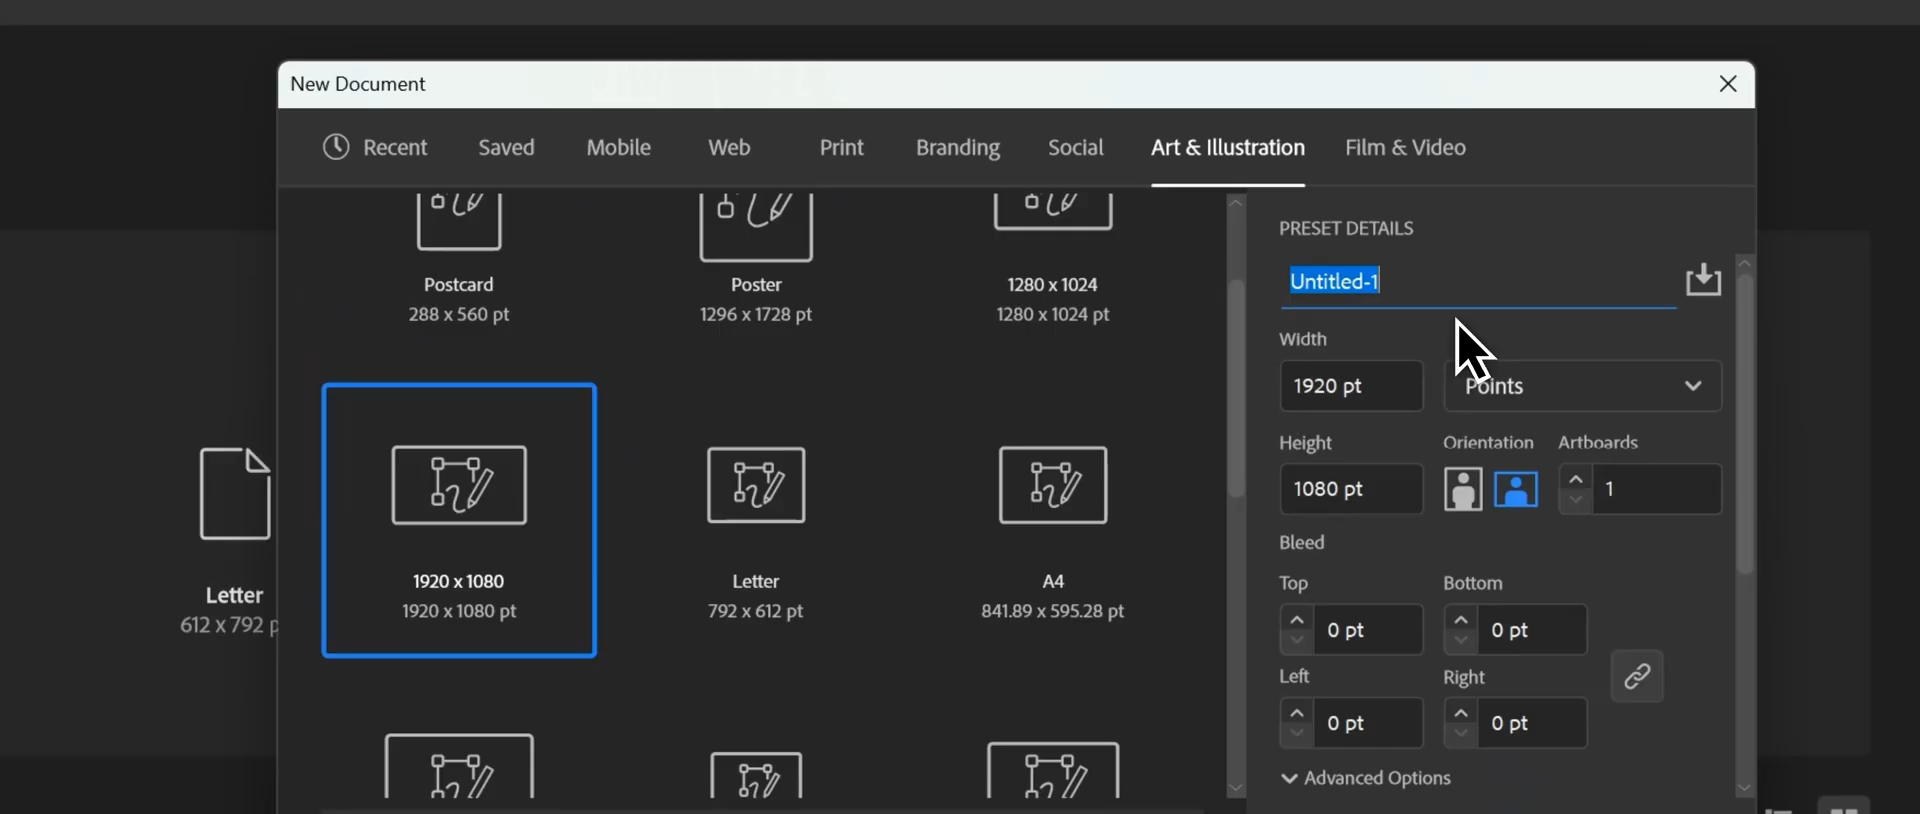 New Document
Recent Saved Mobile Web Print Branding Social Art & Illustration Film & Video
Postcard
288 x 560 pt
Poster
1296 x 1728 pt
1280 x 1024
1280 x 1024 pt
1920 x 1080
1920 x 1080 pt
Letter
792 x 612 pt
A4
841.89 x 595.28 pt
Letter
612 x 792 p
PRESET DETAILS
Untitled-1
Width
1920 pt
Points
Height
Orientation
Artboards
1080 pt
1
Bleed
Top
Bottom
0 pt
0 pt
Left
Right
0 pt
0 pt
Advanced Options